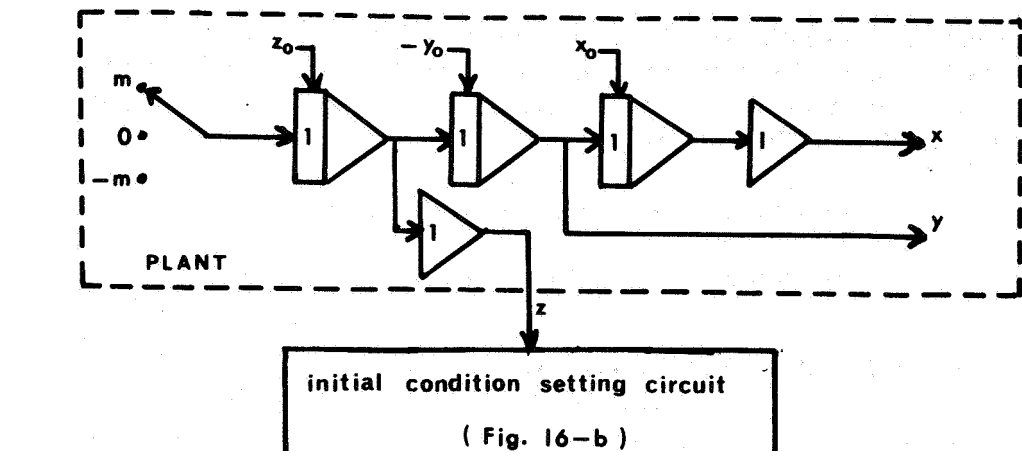 z₀
−y₀
x₀
m
0
−m
1
1
1
1
x
1
y
PLANT
z
initial condition setting circuit
( Fig. 16−b )